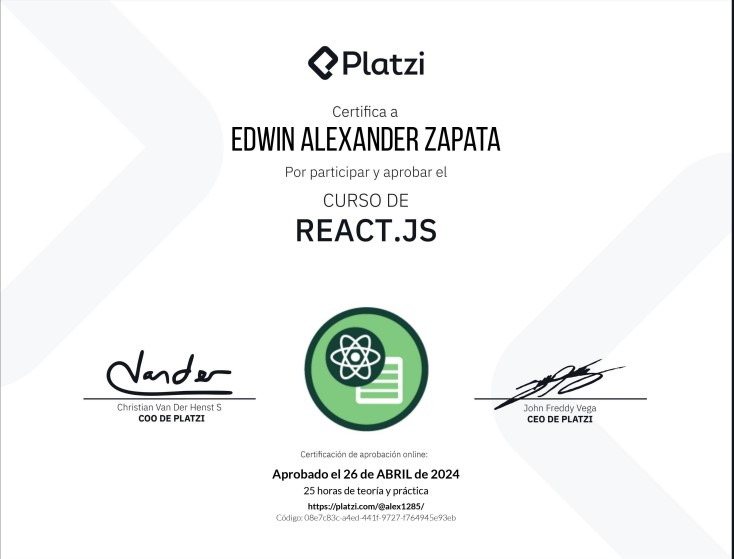 Platzi
Certifica a
EDWIN ALEXANDER ZAPATA
Por participar y aprobar el
CURSO DE
REACT.JS
Vander
Christian Van Der Henst S
COO DE PLATZI
John Freddy Vega
CEO DE PLATZI
Certificación de aprobación online:
Aprobado el 26 de ABRIL de 2024
25 horas de teoría y práctica
https://platzi.com/@alex1285/
Código: 08e7c83c-a4ed-441f-9727-f764945e93eb